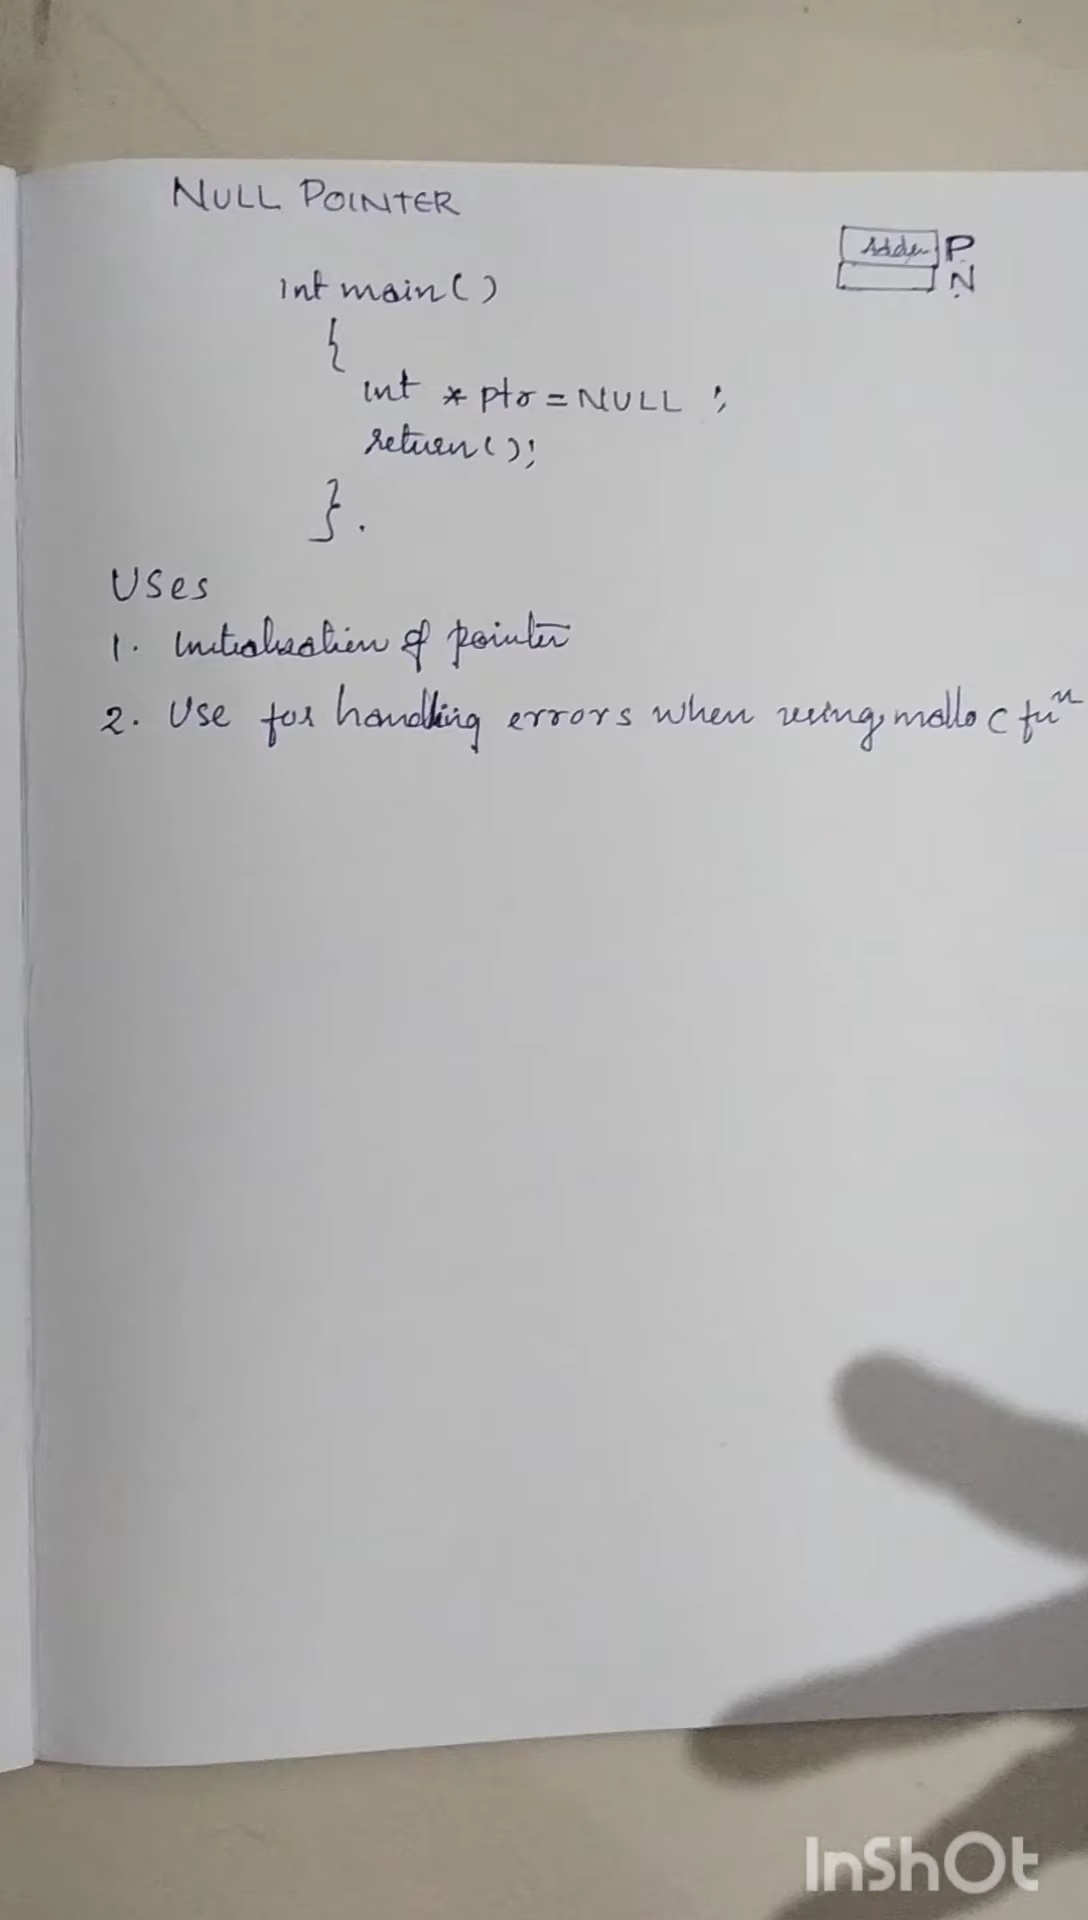 NULL POINTER
Addr P
N
int main()
{
int * ptr = NULL ;
return();
}.
Uses
1. Initialisation of pointer
2. Use for handling errors when using malloc fuⁿ
InShOt